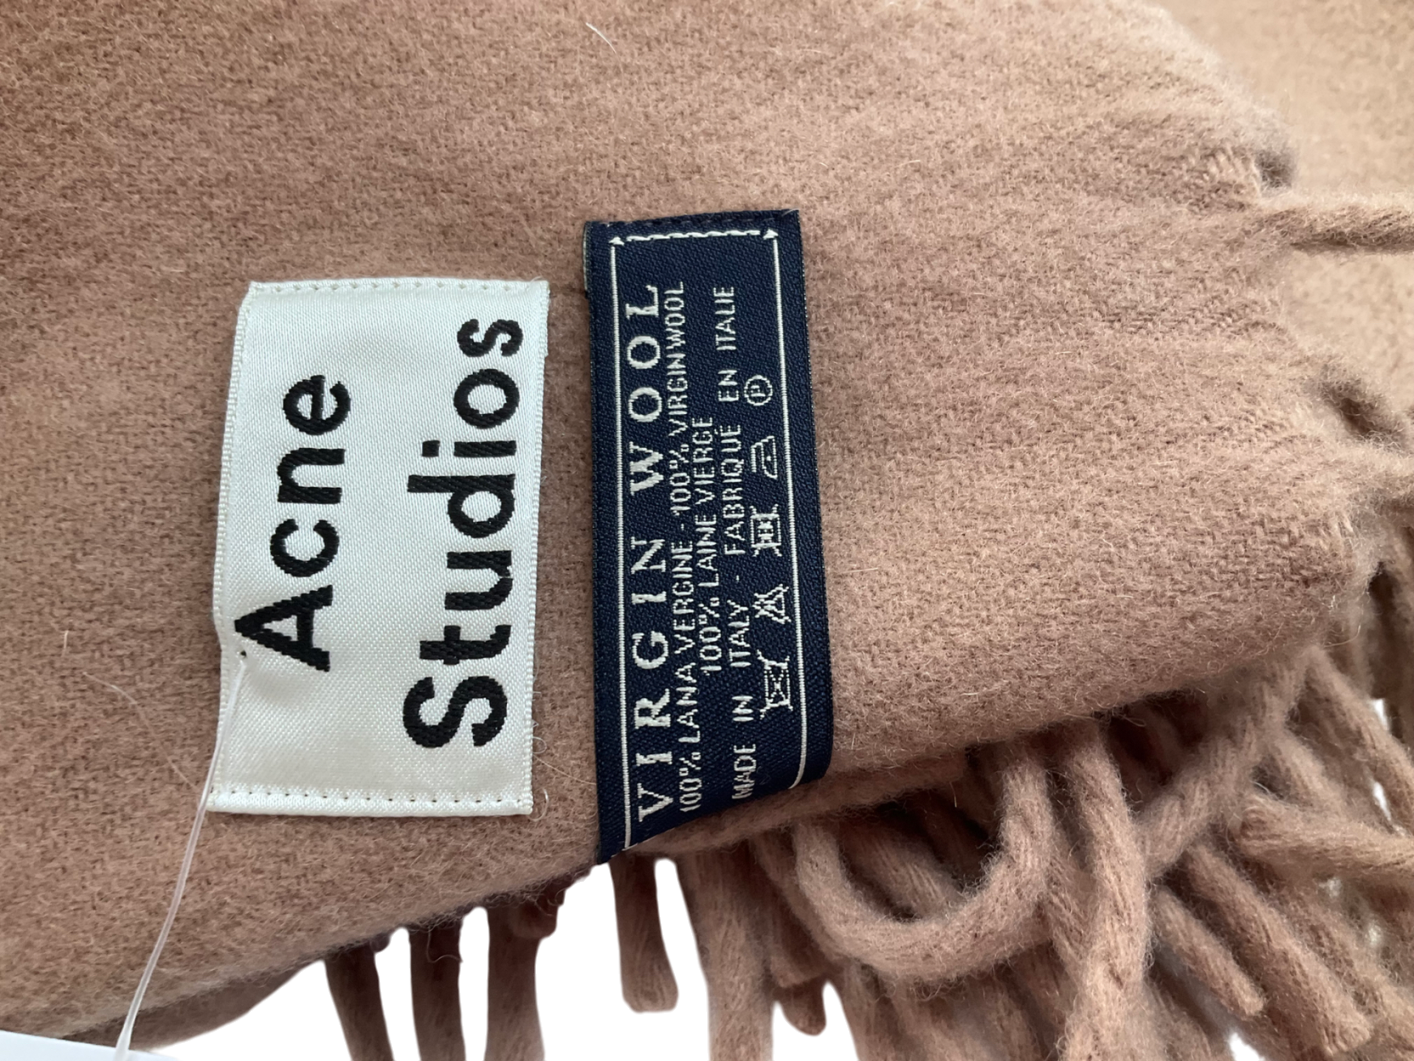 Acne
Studios
VIRGIN WOOL
100% LANA VERGINE - 100% VIRGIN WOOL
100% LAINE VIERGE
MADE IN ITALY - FABRIQUÉ EN ITALIE
P